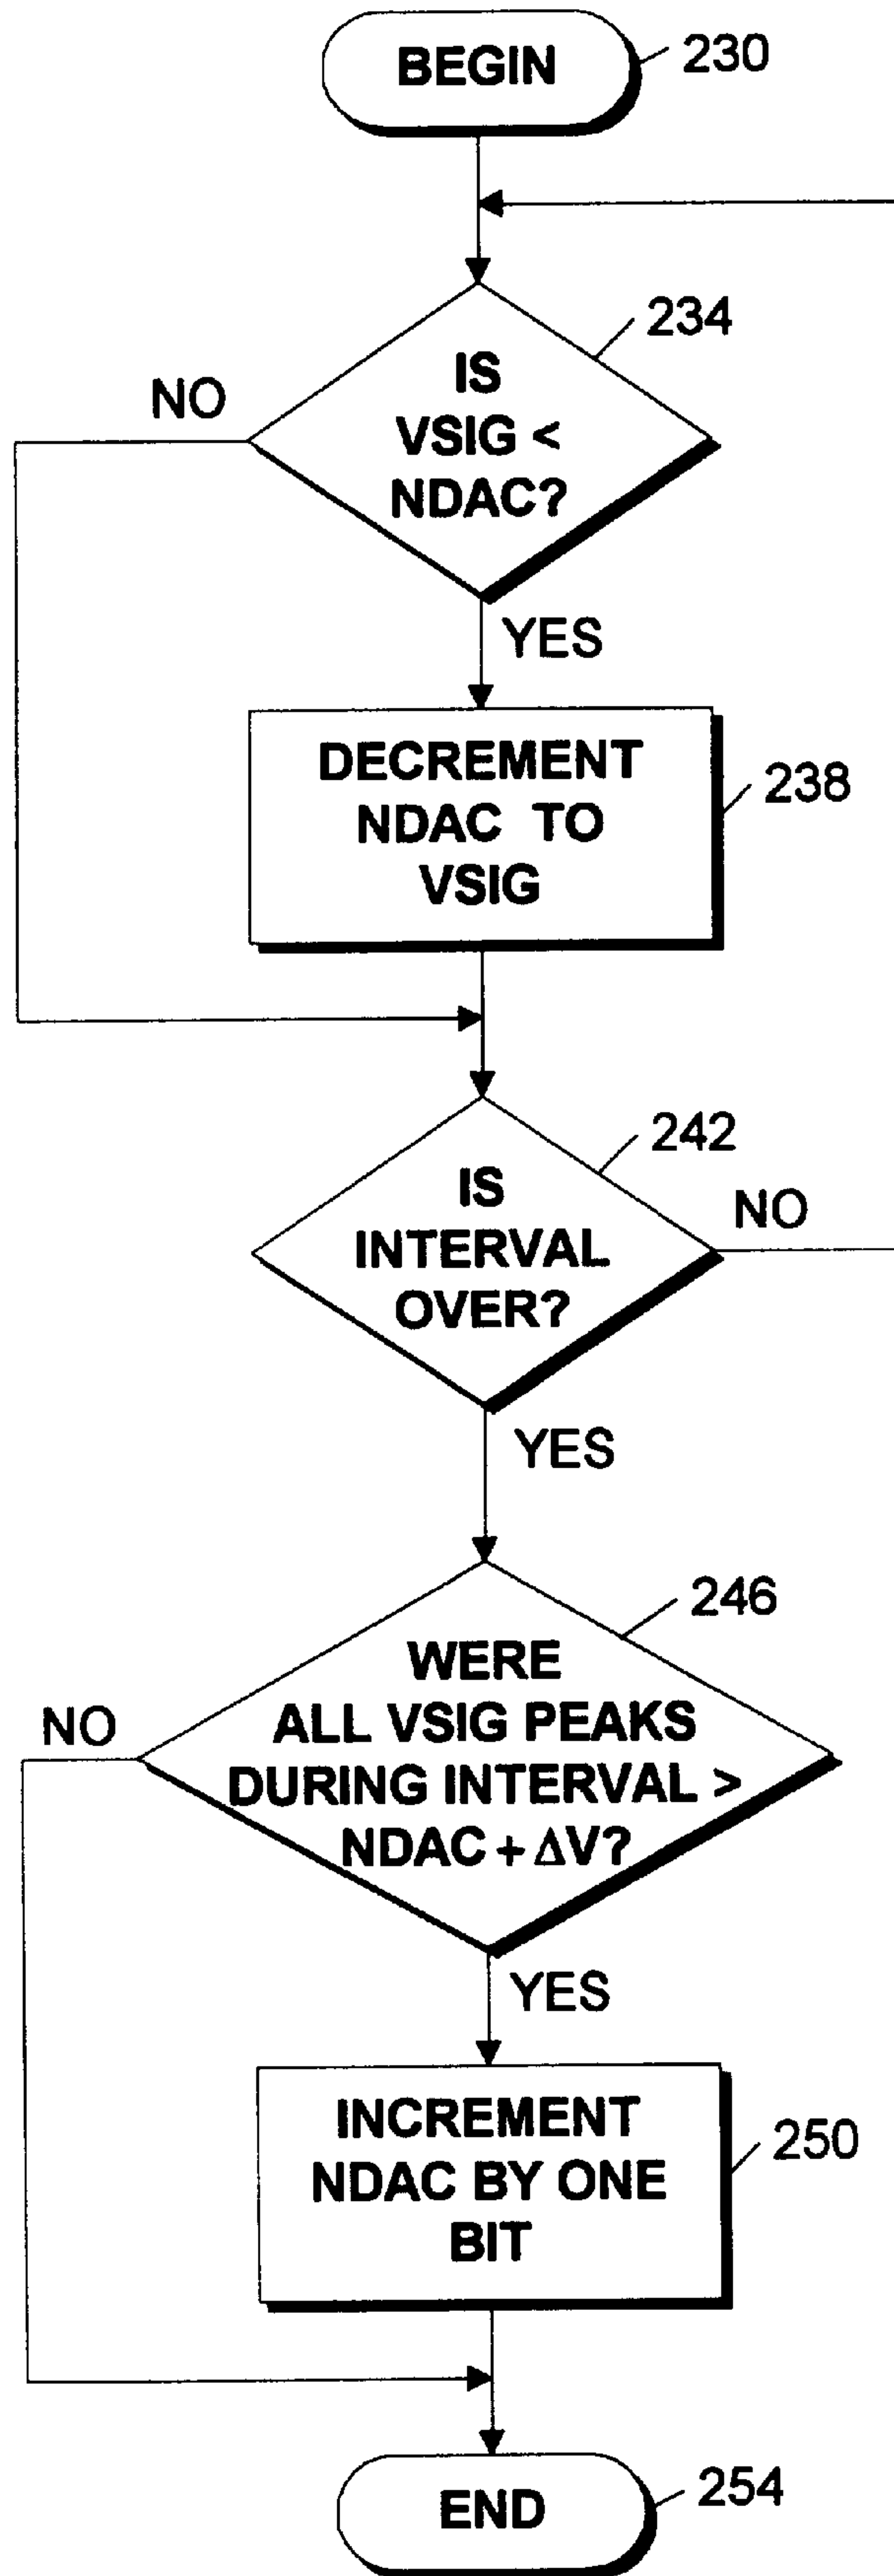 BEGIN
230
234
IS
VSIG <
NDAC?
NO
YES
DECREMENT
NDAC TO
VSIG
238
242
IS
INTERVAL
OVER?
NO
YES
246
WERE
ALL VSIG PEAKS
DURING INTERVAL >
NDAC + ΔV?
NO
YES
INCREMENT
NDAC BY ONE
BIT
250
END
254